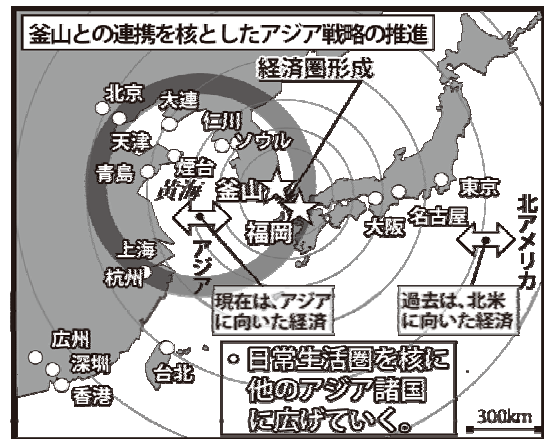 釜山との連携を核としたアジア戦略の推進
経済圏形成
北京
大連
仁川
ソウル
天津
煙台
青島
黄海
釜山
福岡
東京
名古屋
大阪
北アメリカ
アジア
上海
杭州
現在は、アジア
に向いた経済
過去は、北米
に向いた経済
広州
深圳
香港
台北
○日常生活圏を核に
他のアジア諸国
に広げていく。
300km